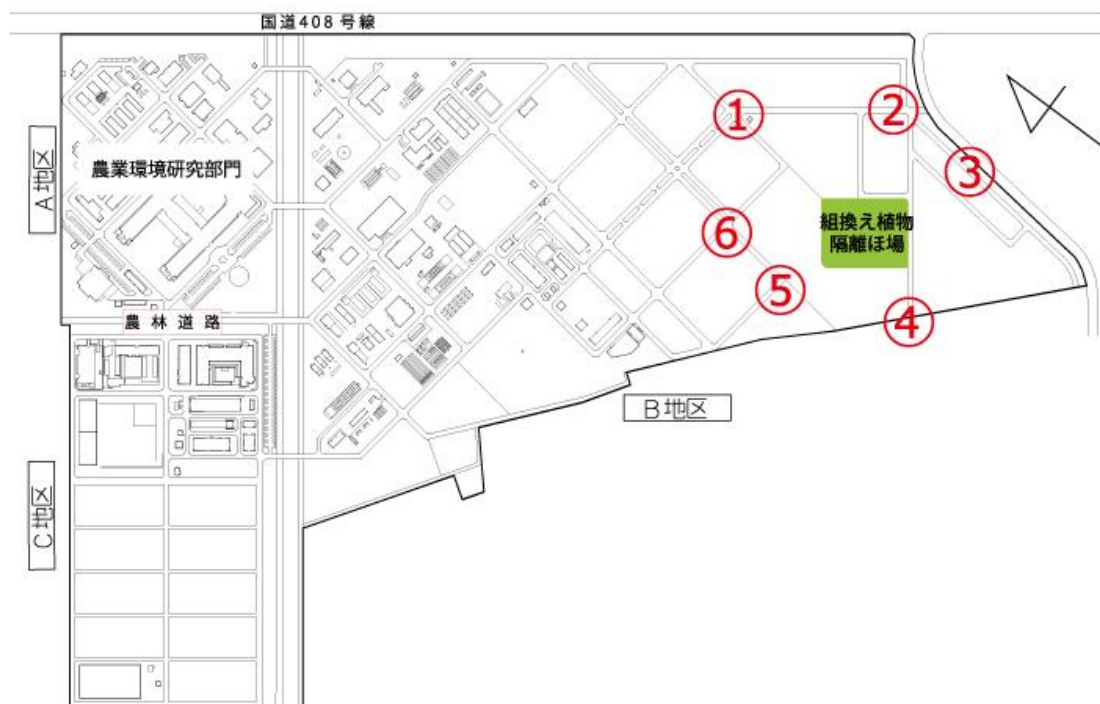 国道408号線
①
②
A地区
農業環境研究部門
③
組換え植物
隔離ほ場
⑥
⑤
農林道路
④
B地区
C地区